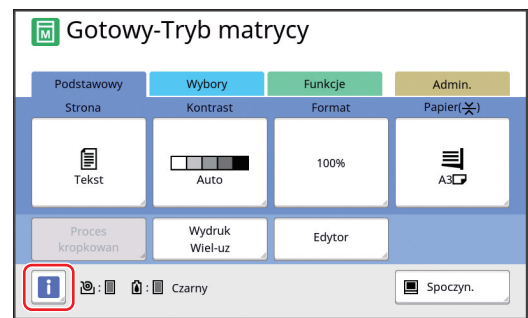 M Gotowy-Tryb matrycy
Podstawowy Wybory Funkcje Admin.
Strona Kontrast Format Papier( )
Tekst Auto 100% A3
Proces kropkowan Wydruk Wiel-uz Edytor
i : : Czarny Spoczyn.